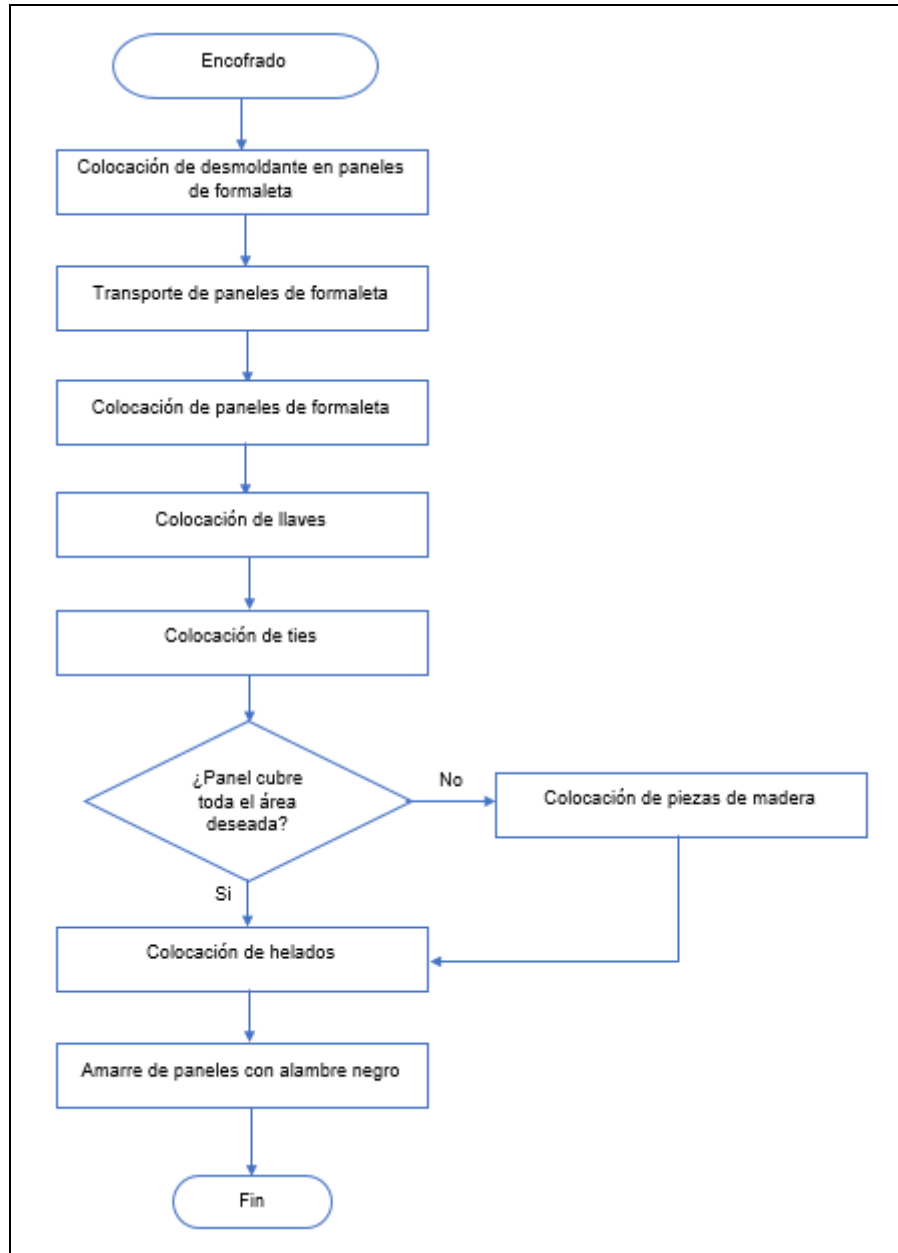 Encofrado
Colocación de desmoldante en paneles
de formaleta
Transporte de paneles de formaleta
Colocación de paneles de formaleta
Colocación de llaves
Colocación de ties
¿Panel cubre
toda el área
deseada?
No
Colocación de piezas de madera
Si
Colocación de helados
Amarre de paneles con alambre negro
Fin